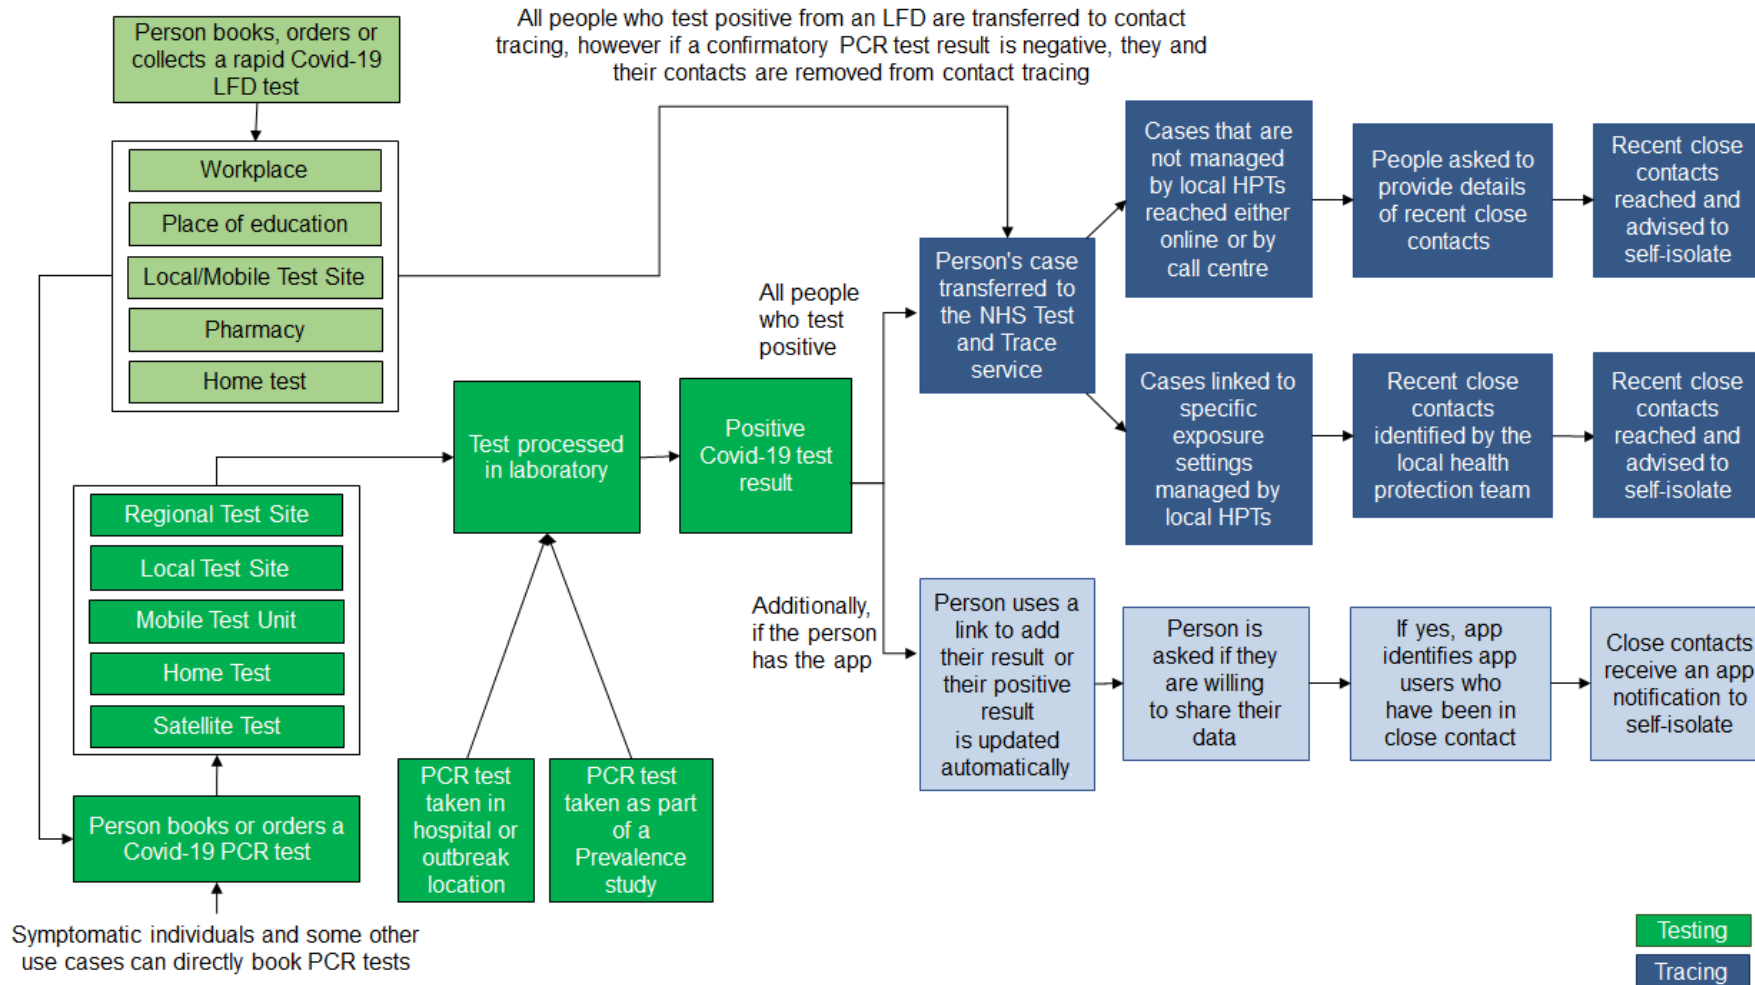 Person books, orders or
collects a rapid Covid-19
LFD test
All people who test positive from an LFD are transferred to contact
tracing, however if a confirmatory PCR test result is negative, they and
their contacts are removed from contact tracing
Workplace
Place of education
Local/Mobile Test Site
Pharmacy
Home test
Regional Test Site
Local Test Site
Mobile Test Unit
Home Test
Satellite Test
Person books or orders a
Covid-19 PCR test
Symptomatic individuals and some other
use cases can directly book PCR tests
Test processed
in laboratory
PCR test
taken in
hospital or
outbreak
location
PCR test
taken as part
of a
Prevalence
study
Positive
Covid-19 test
result
All people
who test
positive
Additionally,
if the person
has the app
Person's case
transferred to
the NHS Test
and Trace
service
Cases that are
not managed
by local HPTs
reached either
online or by
call centre
People asked to
provide details
of recent close
contacts
Recent close
contacts
reached and
advised to
self-isolate
Cases linked to
specific
exposure
settings
managed by
local HPTs
Recent close
contacts
identified by the
local health
protection team
Recent close
contacts
reached and
advised to
self-isolate
Person uses a
link to add
their result or
their positive
result
is updated
automatically
Person is
asked if they
are willing
to share their
data
If yes, app
identifies app
users who
have been in
close contact
Close contacts
receive an app
notification to
self-isolate
Testing
Tracing